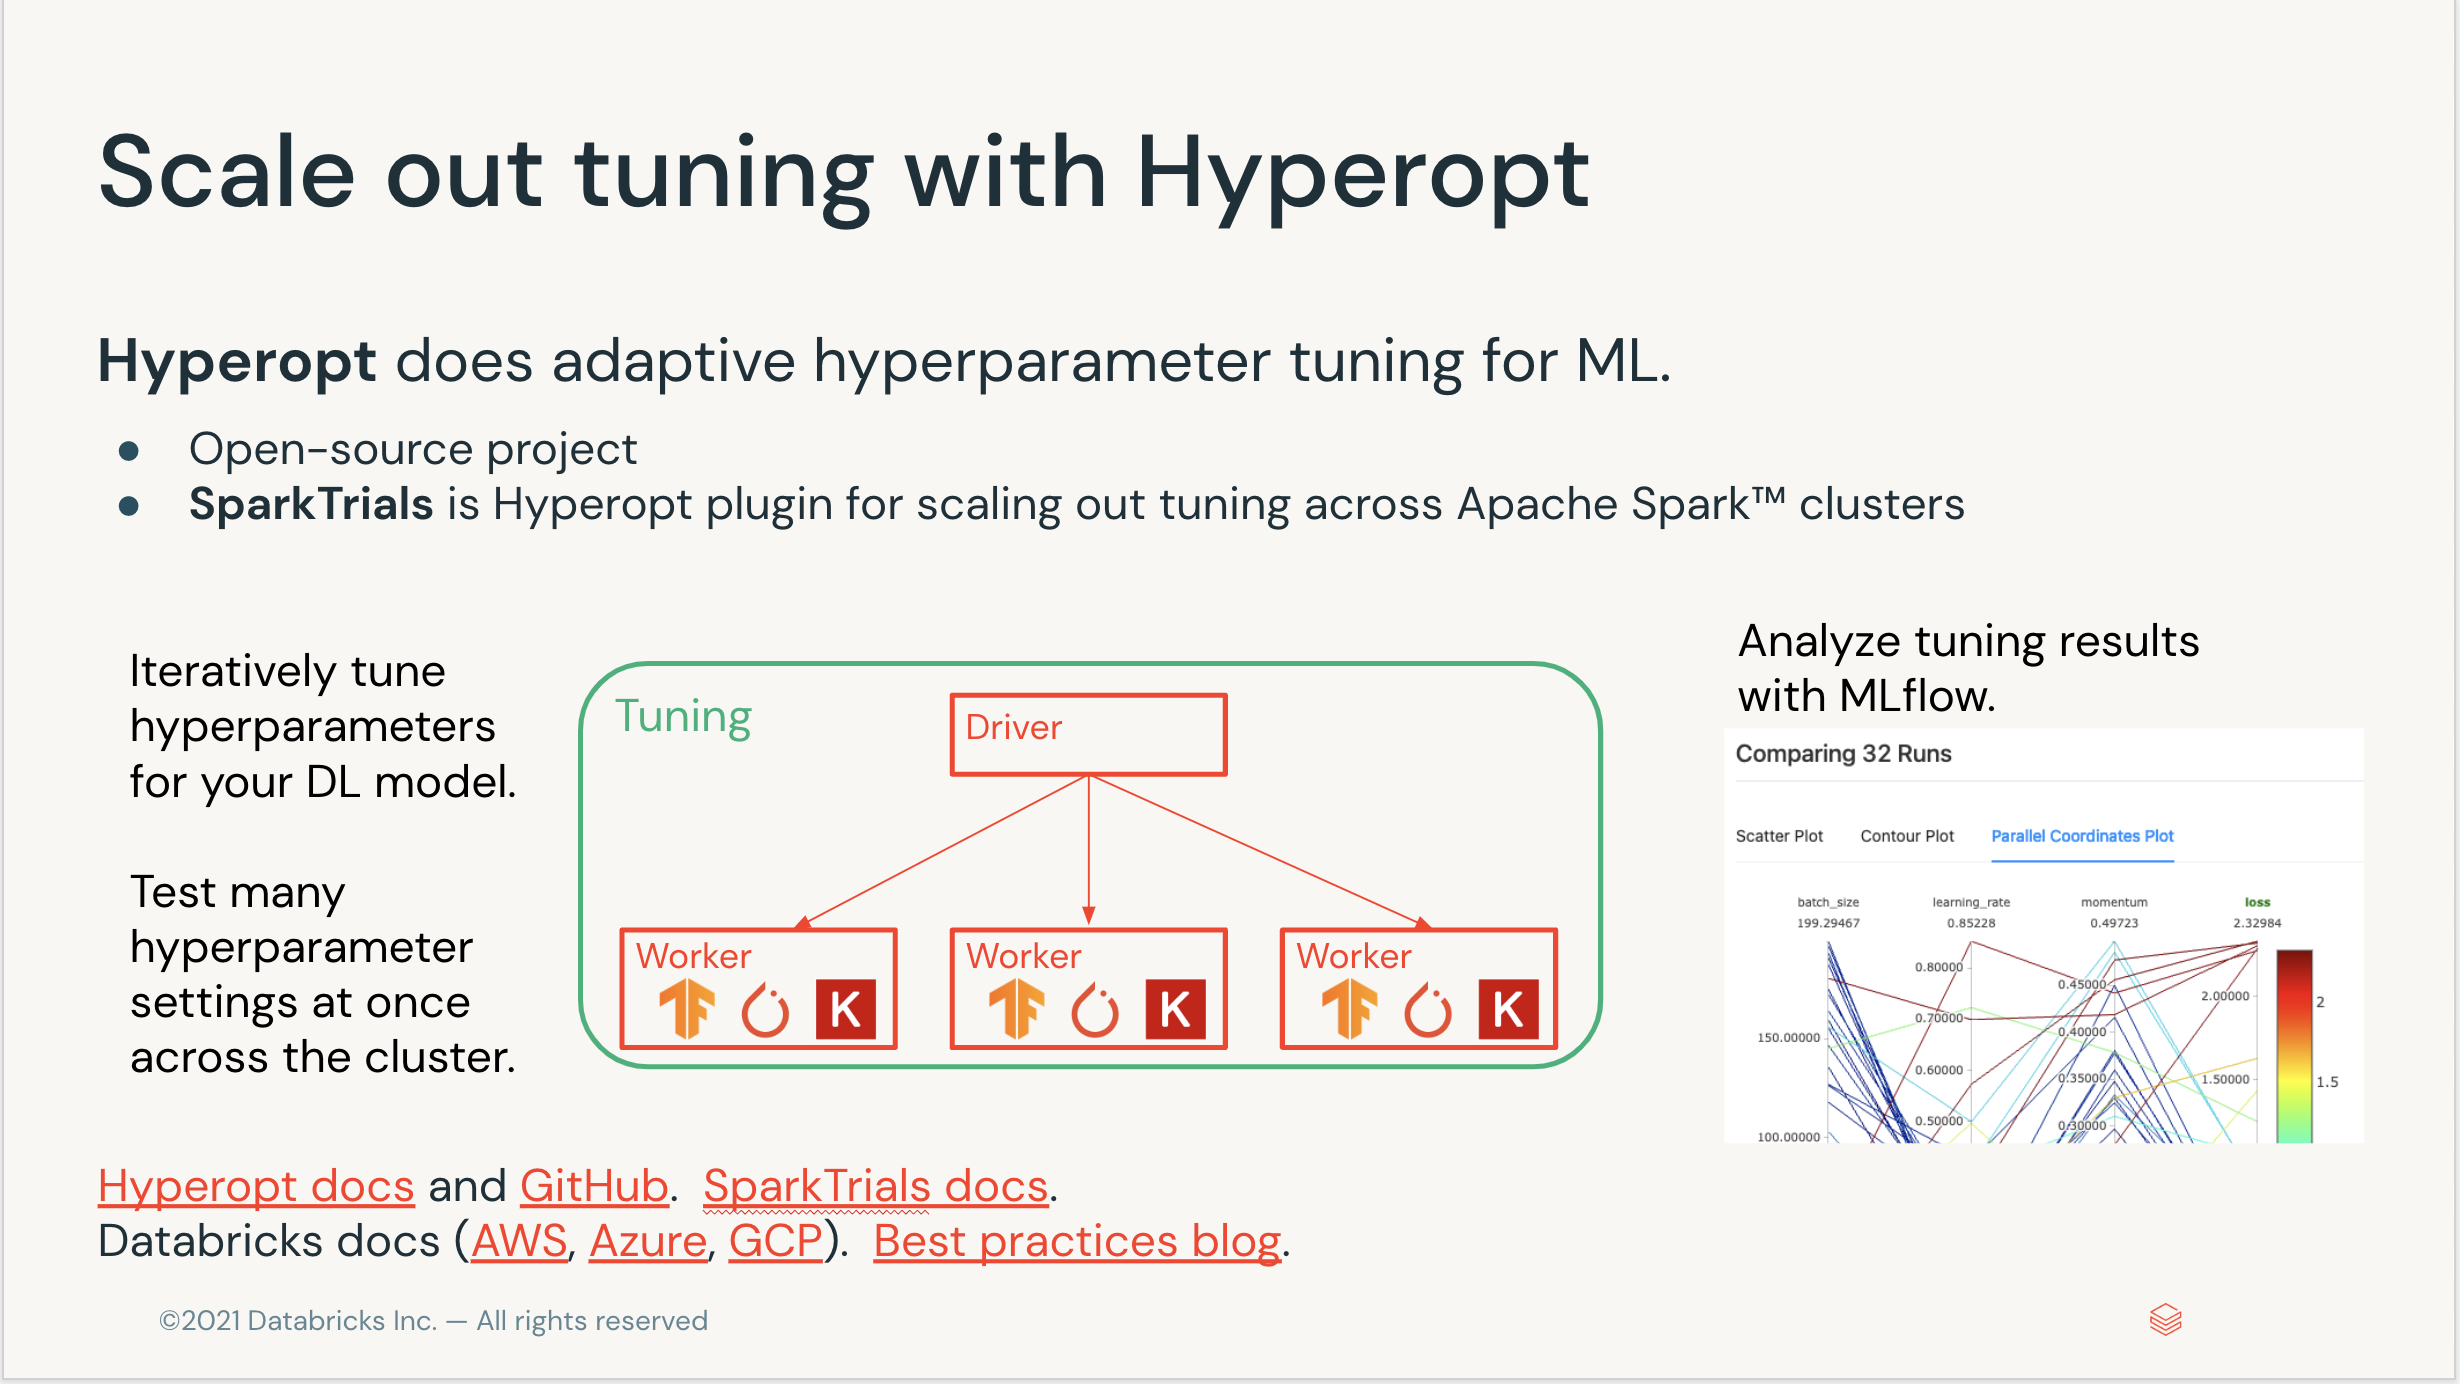 Scale out tuning with Hyperopt
Hyperopt does adaptive hyperparameter tuning for ML.
● Open-source project
● SparkTrials is Hyperopt plugin for scaling out tuning across Apache Spark™ clusters
Iteratively tune
hyperparameters
for your DL model.
Test many
hyperparameter
settings at once
across the cluster.
Tuning
Driver
Worker
K
Worker
K
Worker
K
Analyze tuning results
with MLflow.
Comparing 32 Runs
Scatter Plot Contour Plot Parallel Coordinates Plot
batch_size learning_rate momentum loss
199.29467 0.85228 0.49723 2.32984
150.00000
100.00000
0.80000
0.70000
0.60000
0.50000
0.45000
0.40000
0.35000
0.30000
2.00000
1.50000
2
1.5
Hyperopt docs and GitHub. SparkTrials docs.
Databricks docs (AWS, Azure, GCP). Best practices blog.
©2021 Databricks Inc. — All rights reserved